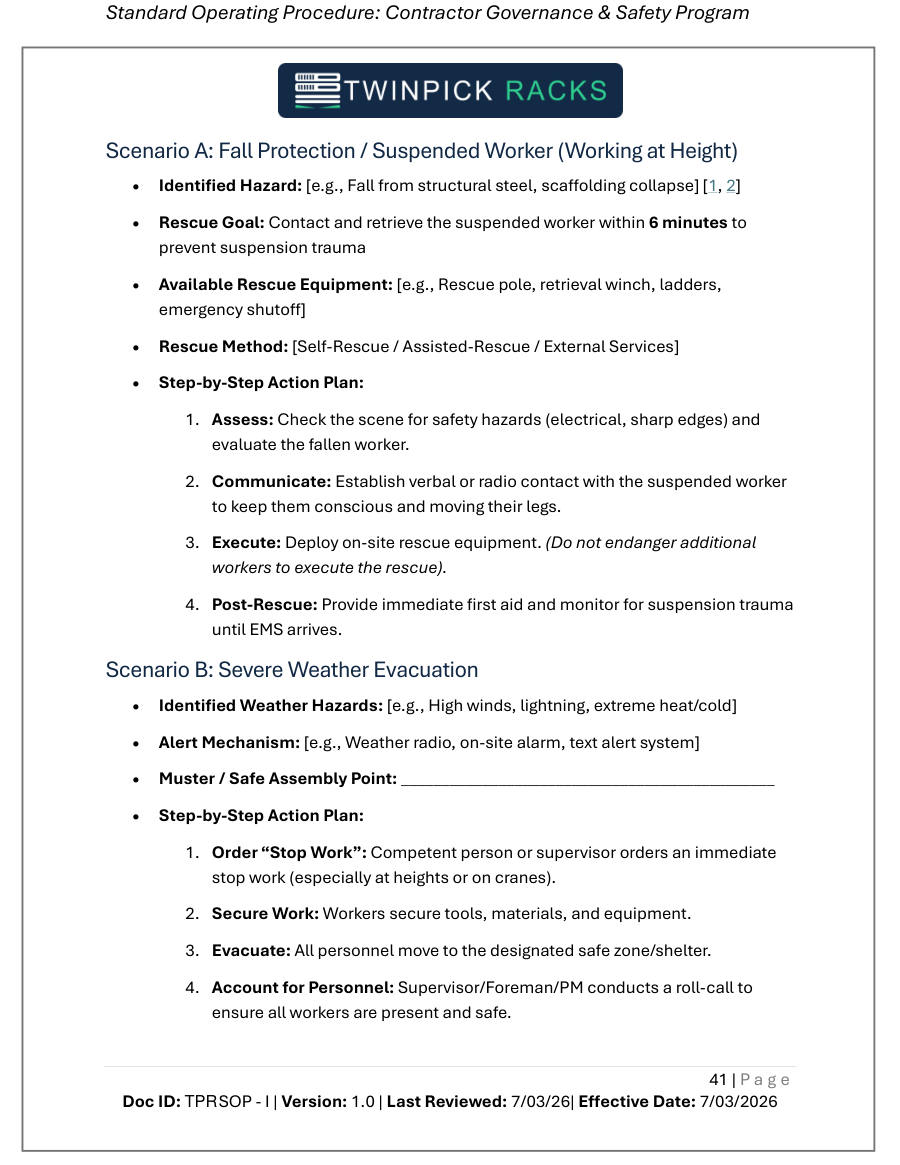 Standard Operating Procedure: Contractor Governance & Safety Program
TWINPICK RACKS
Scenario A: Fall Protection / Suspended Worker (Working at Height)
• Identified Hazard: [e.g., Fall from structural steel, scaffolding collapse] [1, 2]
• Rescue Goal: Contact and retrieve the suspended worker within 6 minutes to
prevent suspension trauma
• Available Rescue Equipment: [e.g., Rescue pole, retrieval winch, ladders,
emergency shutoff]
• Rescue Method: [Self-Rescue / Assisted-Rescue / External Services]
• Step-by-Step Action Plan:
1. Assess: Check the scene for safety hazards (electrical, sharp edges) and
evaluate the fallen worker.
2. Communicate: Establish verbal or radio contact with the suspended worker
to keep them conscious and moving their legs.
3. Execute: Deploy on-site rescue equipment. (Do not endanger additional
workers to execute the rescue).
4. Post-Rescue: Provide immediate first aid and monitor for suspension trauma
until EMS arrives.
Scenario B: Severe Weather Evacuation
• Identified Weather Hazards: [e.g., High winds, lightning, extreme heat/cold]
• Alert Mechanism: [e.g., Weather radio, on-site alarm, text alert system]
• Muster / Safe Assembly Point: ____________________________________________
• Step-by-Step Action Plan:
1. Order “Stop Work”: Competent person or supervisor orders an immediate
stop work (especially at heights or on cranes).
2. Secure Work: Workers secure tools, materials, and equipment.
3. Evacuate: All personnel move to the designated safe zone/shelter.
4. Account for Personnel: Supervisor/Foreman/PM conducts a roll-call to
ensure all workers are present and safe.
41 | Page
Doc ID: TPRSOP - I | Version: 1.0 | Last Reviewed: 7/03/26| Effective Date: 7/03/2026